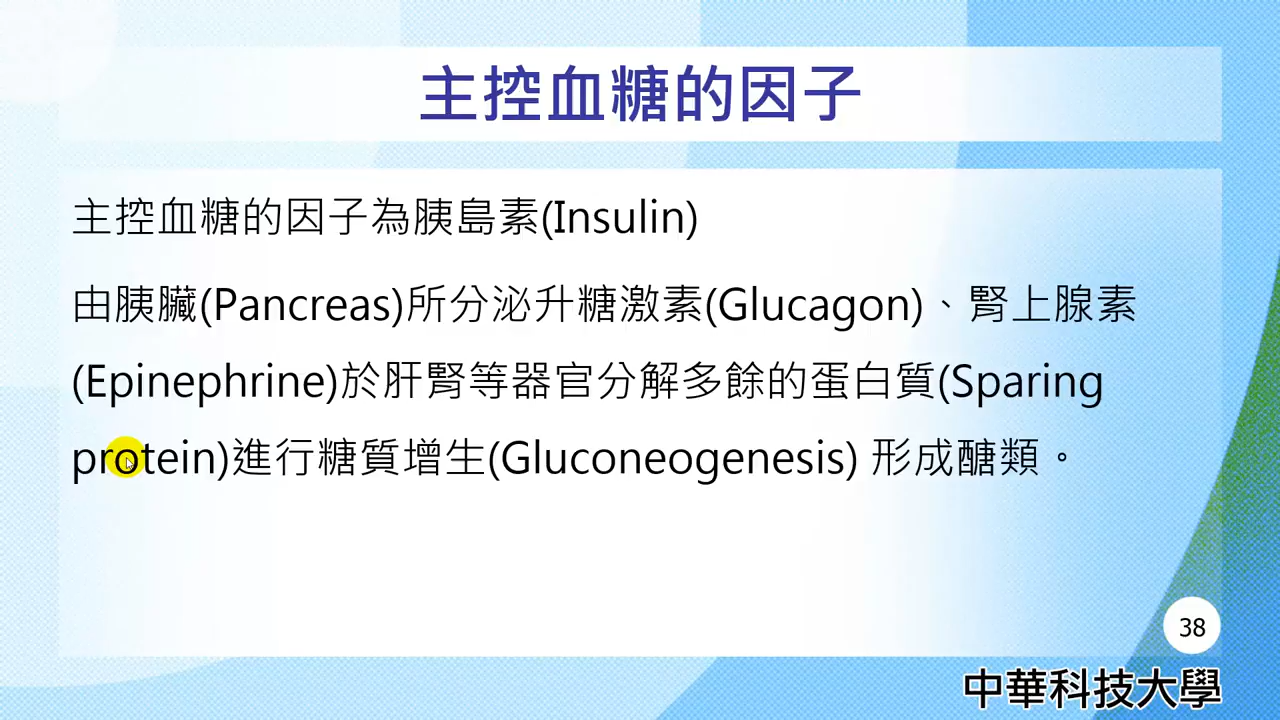 主控血糖的因子
主控血糖的因子為胰島素(Insulin)
由胰臟(Pancreas)所分泌升糖激素(Glucagon)、腎上腺素
(Epinephrine)於肝腎等器官分解多餘的蛋白質(Sparing
protein)進行糖質增生(Gluconeogenesis) 形成醣類。
38
中華科技大學